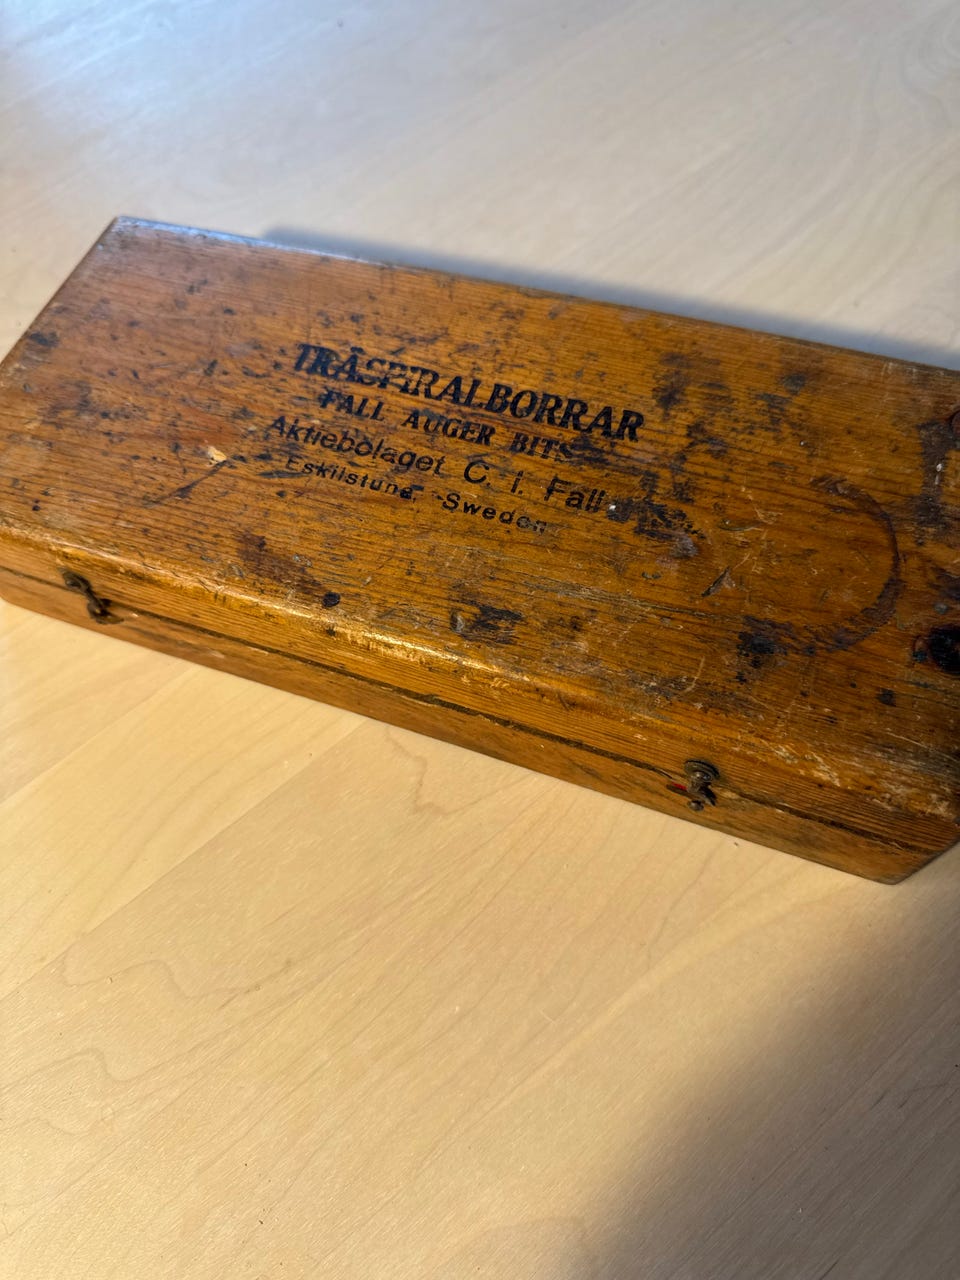 TRÄSPIRALBORRAR
FALL AUGER BITS
Aktiebolaget C. i. Fall
Eskilstuna, Sweden